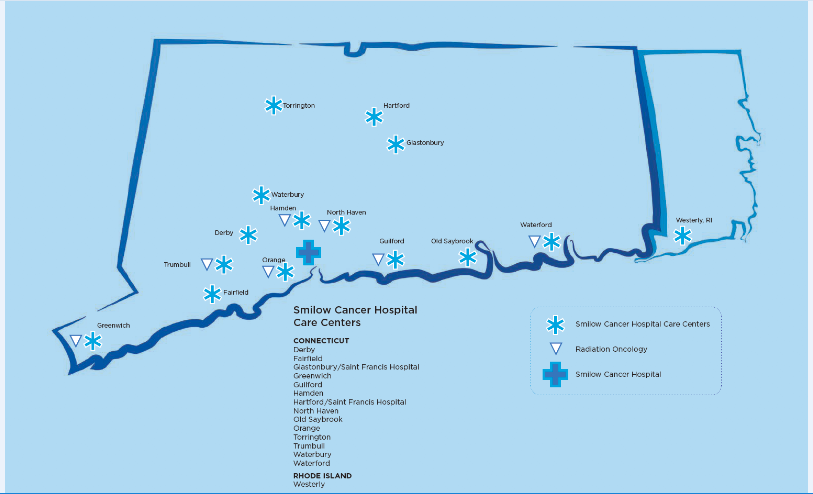 Torrington
Hartford
Glastonbury
Waterbury
Hamden
North Haven
Derby
Guilford
Old Saybrook
Waterford
Westerly, RI
Trumbull
Orange
Fairfield
Greenwich
Smilow Cancer Hospital
Care Centers
CONNECTICUT
Derby
Fairfield
Glastonbury/Saint Francis Hospital
Greenwich
Guilford
Hamden
Hartford/Saint Francis Hospital
North Haven
Old Saybrook
Orange
Torrington
Trumbull
Waterbury
Waterford
RHODE ISLAND
Westerly
Smilow Cancer Hospital Care Centers
Radiation Oncology
Smilow Cancer Hospital